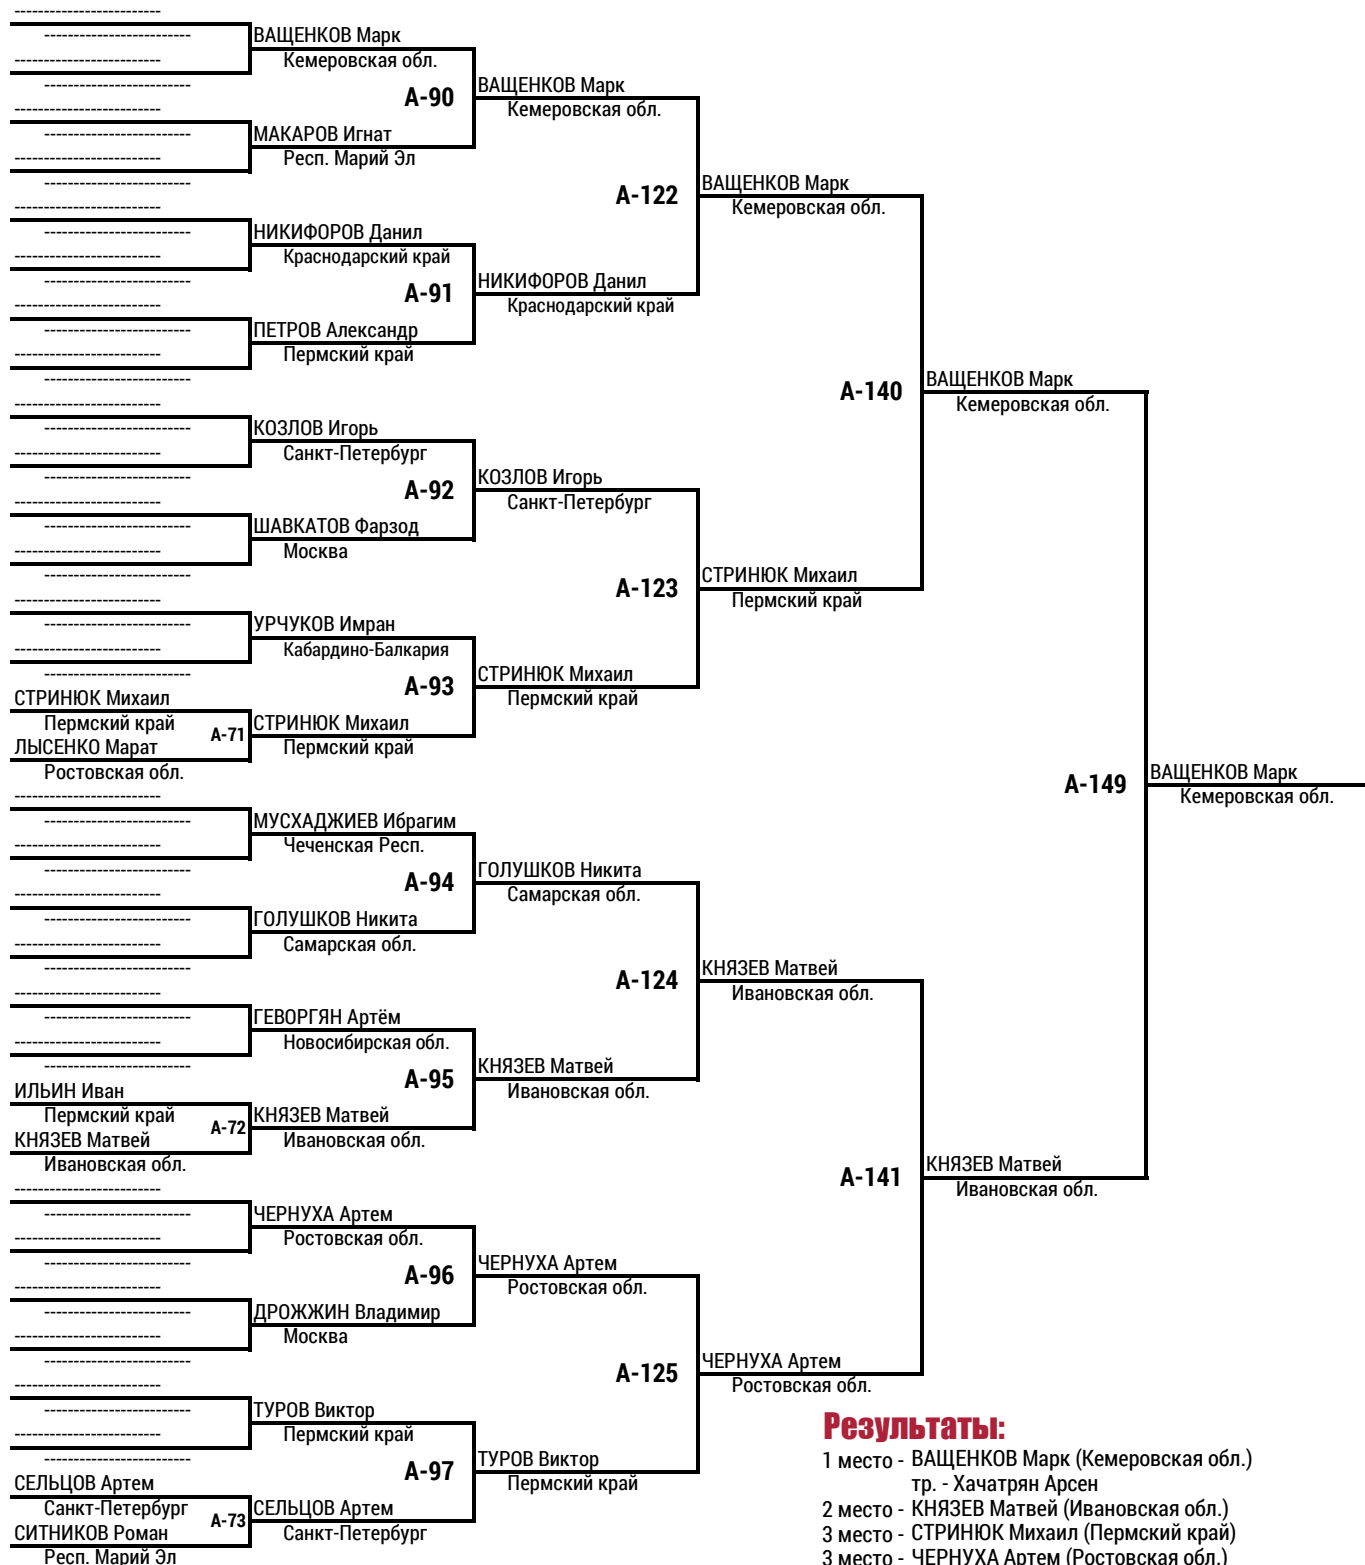 -------------------------
-------------------------
ВАЩЕНКОВ Марк
-------------------------
Кемеровская обл.
-------------------------
А-90
ВАЩЕНКОВ Марк
-------------------------
Кемеровская обл.
-------------------------
МАКАРОВ Игнат
-------------------------
Респ. Марий Эл
-------------------------
А-122
ВАЩЕНКОВ Марк
-------------------------
Кемеровская обл.
-------------------------
НИКИФОРОВ Данил
-------------------------
Краснодарский край
-------------------------
А-91
НИКИФОРОВ Данил
-------------------------
Краснодарский край
-------------------------
ПЕТРОВ Александр
-------------------------
Пермский край
-------------------------
А-140
ВАЩЕНКОВ Марк
-------------------------
Кемеровская обл.
-------------------------
КОЗЛОВ Игорь
-------------------------
Санкт-Петербург
-------------------------
А-92
КОЗЛОВ Игорь
-------------------------
Санкт-Петербург
-------------------------
ШАВКАТОВ Фарзод
-------------------------
Москва
-------------------------
А-123
СТРИНЮК Михаил
-------------------------
Пермский край
-------------------------
УРЧУКОВ Имран
-------------------------
Кабардино-Балкария
-------------------------
А-93
СТРИНЮК Михаил
Пермский край
СТРИНЮК Михаил
Пермский край
А-71
СТРИНЮК Михаил
ЛЫСЕНКО Марат
Пермский край
Ростовская обл.
А-149
ВАЩЕНКОВ Марк
Кемеровская обл.
-------------------------
-------------------------
МУСХАДЖИЕВ Ибрагим
-------------------------
Чеченская Респ.
-------------------------
А-94
ГОЛУШКОВ Никита
-------------------------
Самарская обл.
-------------------------
ГОЛУШКОВ Никита
-------------------------
Самарская обл.
-------------------------
А-124
КНЯЗЕВ Матвей
-------------------------
Ивановская обл.
-------------------------
ГЕВОРГЯН Артём
-------------------------
Новосибирская обл.
-------------------------
А-95
КНЯЗЕВ Матвей
Ивановская обл.
ИЛЬИН Иван
Пермский край
А-72
КНЯЗЕВ Матвей
КНЯЗЕВ Матвей
Ивановская обл.
Ивановская обл.
А-141
КНЯЗЕВ Матвей
Ивановская обл.
-------------------------
-------------------------
ЧЕРНУХА Артем
-------------------------
Ростовская обл.
-------------------------
А-96
ЧЕРНУХА Артем
-------------------------
Ростовская обл.
-------------------------
ДРОЖЖИН Владимир
-------------------------
Москва
-------------------------
А-125
ЧЕРНУХА Артем
-------------------------
Ростовская обл.
-------------------------
ТУРОВ Виктор
-------------------------
Пермский край
-------------------------
А-97
ТУРОВ Виктор
Пермский край
СЕЛЬЦОВ Артем
Санкт-Петербург
А-73
СЕЛЬЦОВ Артем
СИТНИКОВ Роман
Санкт-Петербург
Респ. Марий Эл
Результаты:
1 место - ВАЩЕНКОВ Марк (Кемеровская обл.)
тр. - Хачатрян Арсен
2 место - КНЯЗЕВ Матвей (Ивановская обл.)
3 место - СТРИНЮК Михаил (Пермский край)
3 место - ЧЕРНУХА Артем (Ростовская обл.)